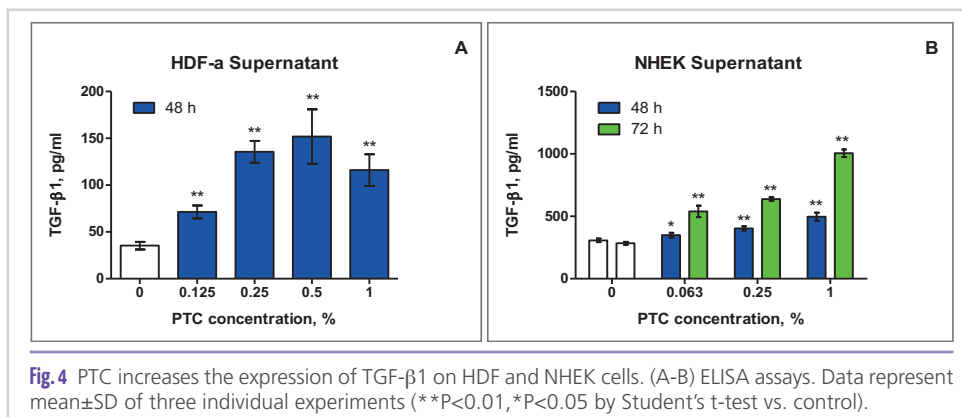 A
HDF-a Supernatant
48 h
TGF-β1, pg/ml
200
150
100
50
0
**
**
**
**
0 0.125 0.25 0.5 1
PTC concentration, %
B
NHEK Supernatant
48 h
72 h
TGF-β1, pg/ml
1500
1000
500
0
*
**
**
**
**
**
0 0.063 0.25 1
PTC concentration, %
Fig. 4 PTC increases the expression of TGF-β1 on HDF and NHEK cells. (A-B) ELISA assays. Data represent
mean±SD of three individual experiments (**P<0.01,*P<0.05 by Student's t-test vs. control).